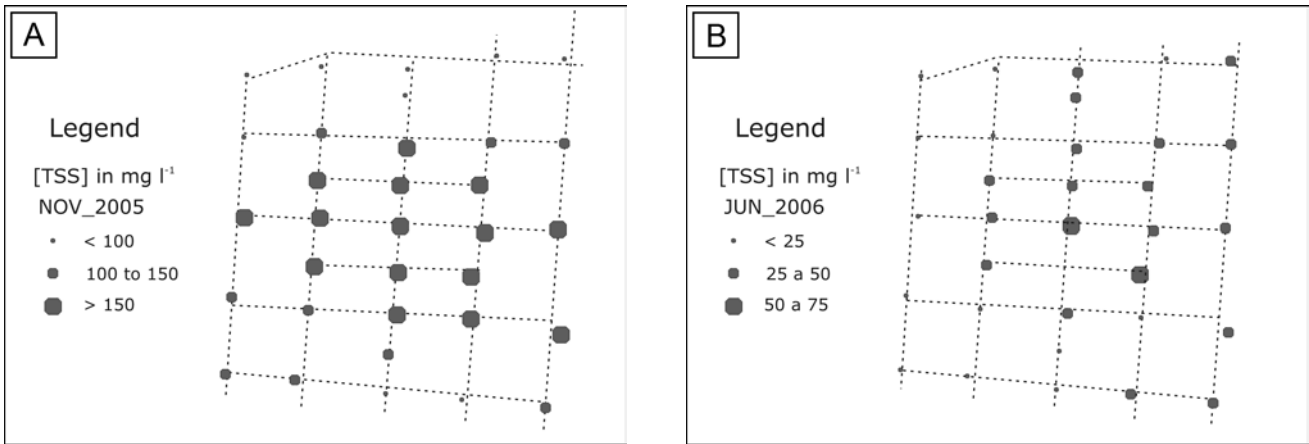 A
Legend
[TSS] in mg l⁻¹
NOV_2005
< 100
100 to 150
> 150
B
Legend
[TSS] in mg l⁻¹
JUN_2006
< 25
25 a 50
50 a 75